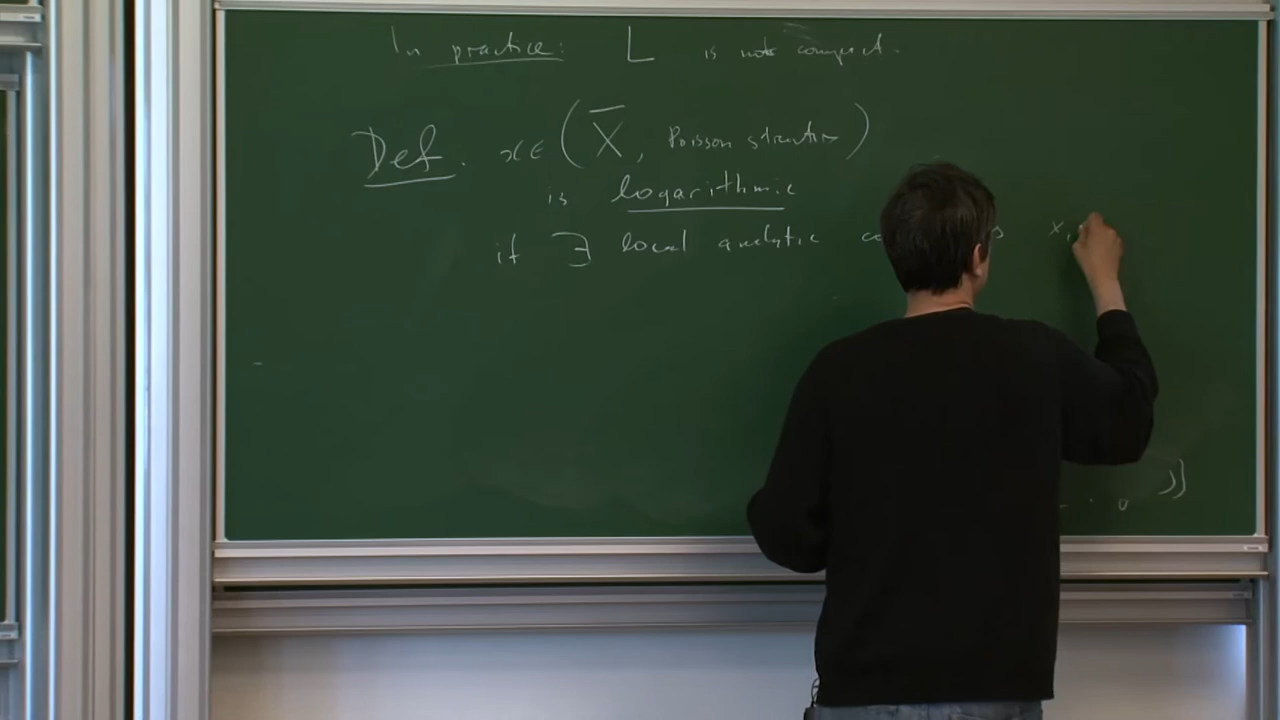 In practice: L is not compact.
Def. x ∈ ( X̄, Poisson structure )
is logarithmic
if ∃ local analytic x,